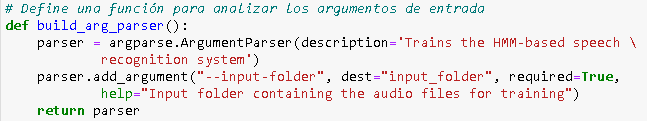 # Define una función para analizar los argumentos de entrada
def build_arg_parser():
    parser = argparse.ArgumentParser(description='Trains the HMM-based speech \
            recognition system')
    parser.add_argument("--input-folder", dest="input_folder", required=True,
            help="Input folder containing the audio files for training")
    return parser